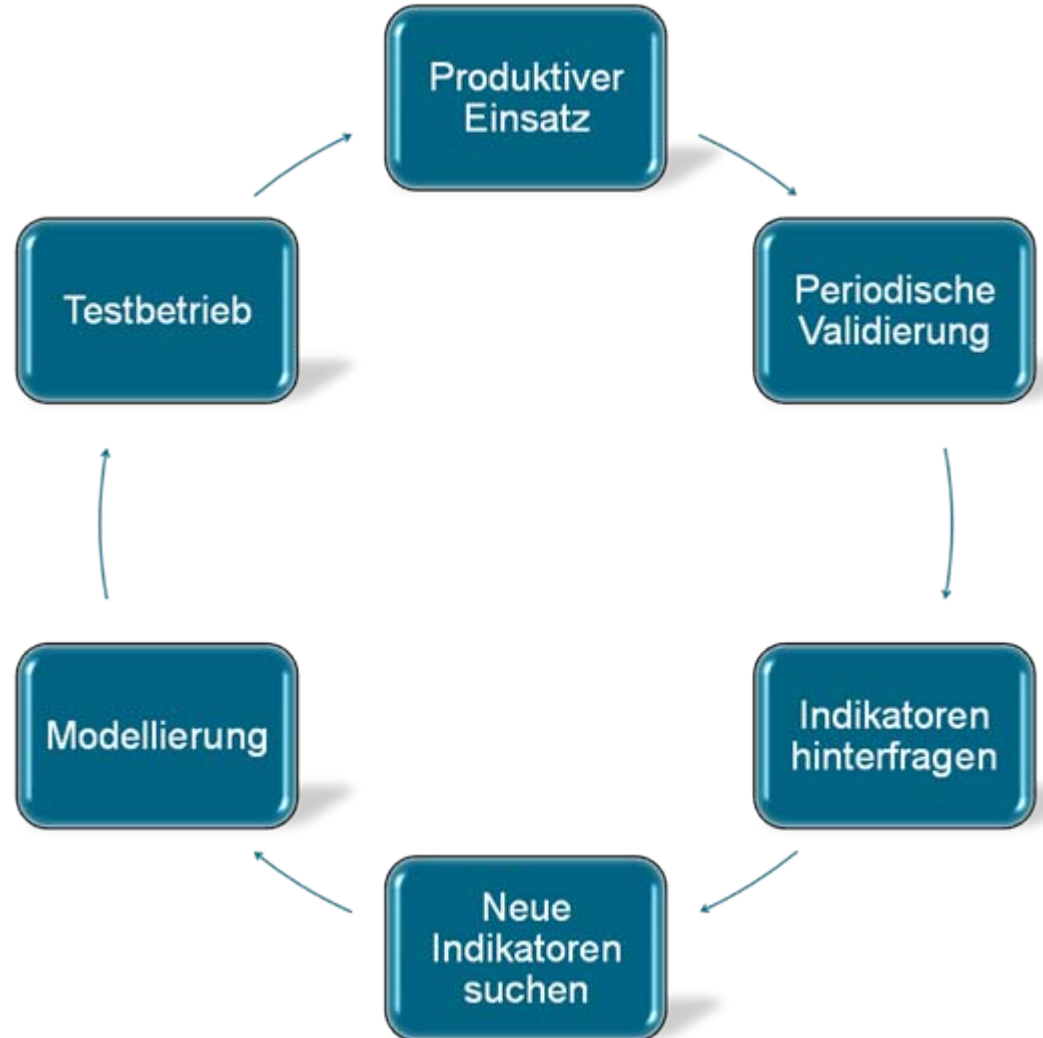 Produktiver
Einsatz
Periodische
Validierung
Indikatoren
hinterfragen
Neue
Indikatoren
suchen
Modellierung
Testbetrieb